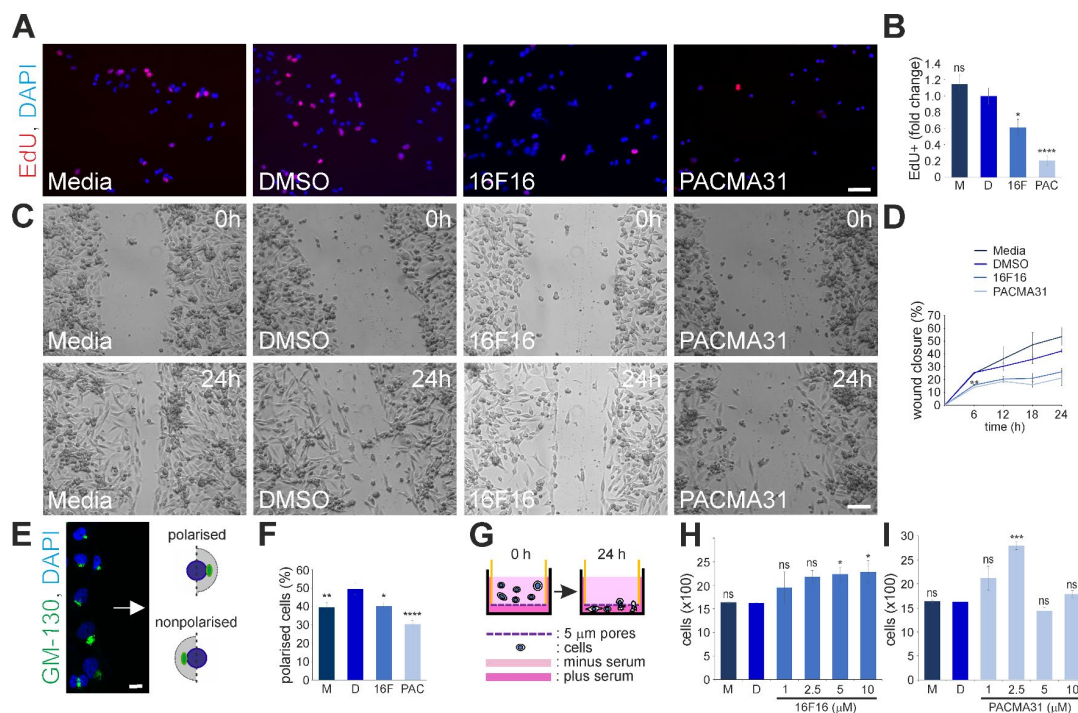 A
EdU, DAPI
Media
DMSO
16F16
PACMA31
B
EdU+ (fold change)
1.4
1.2
1.0
0.8
0.6
0.4
0.2
0
ns
*
****
M D 16F PAC
C
0h
0h
0h
0h
Media
DMSO
16F16
PACMA31
24h
24h
24h
24h
Media
DMSO
16F16
PACMA31
D
Media
DMSO
16F16
PACMA31
wound closure (%)
70
60
50
40
30
20
10
0
**
6 12 18 24
time (h)
E
GM-130, DAPI
polarised
nonpolarised
F
polarised cells (%)
60
50
40
30
20
10
0
**
*
****
M D 16F PAC
G
0 h 24 h
: 5 μm pores
: cells
: minus serum
: plus serum
H
cells (x100)
30
25
20
15
10
5
0
ns
ns
ns
*
*
M D 1 2.5 5 10
16F16 (μM)
I
cells (x100)
30
25
20
15
10
5
0
ns
ns
***
ns
ns
M D 1 2.5 5 10
PACMA31 (μM)